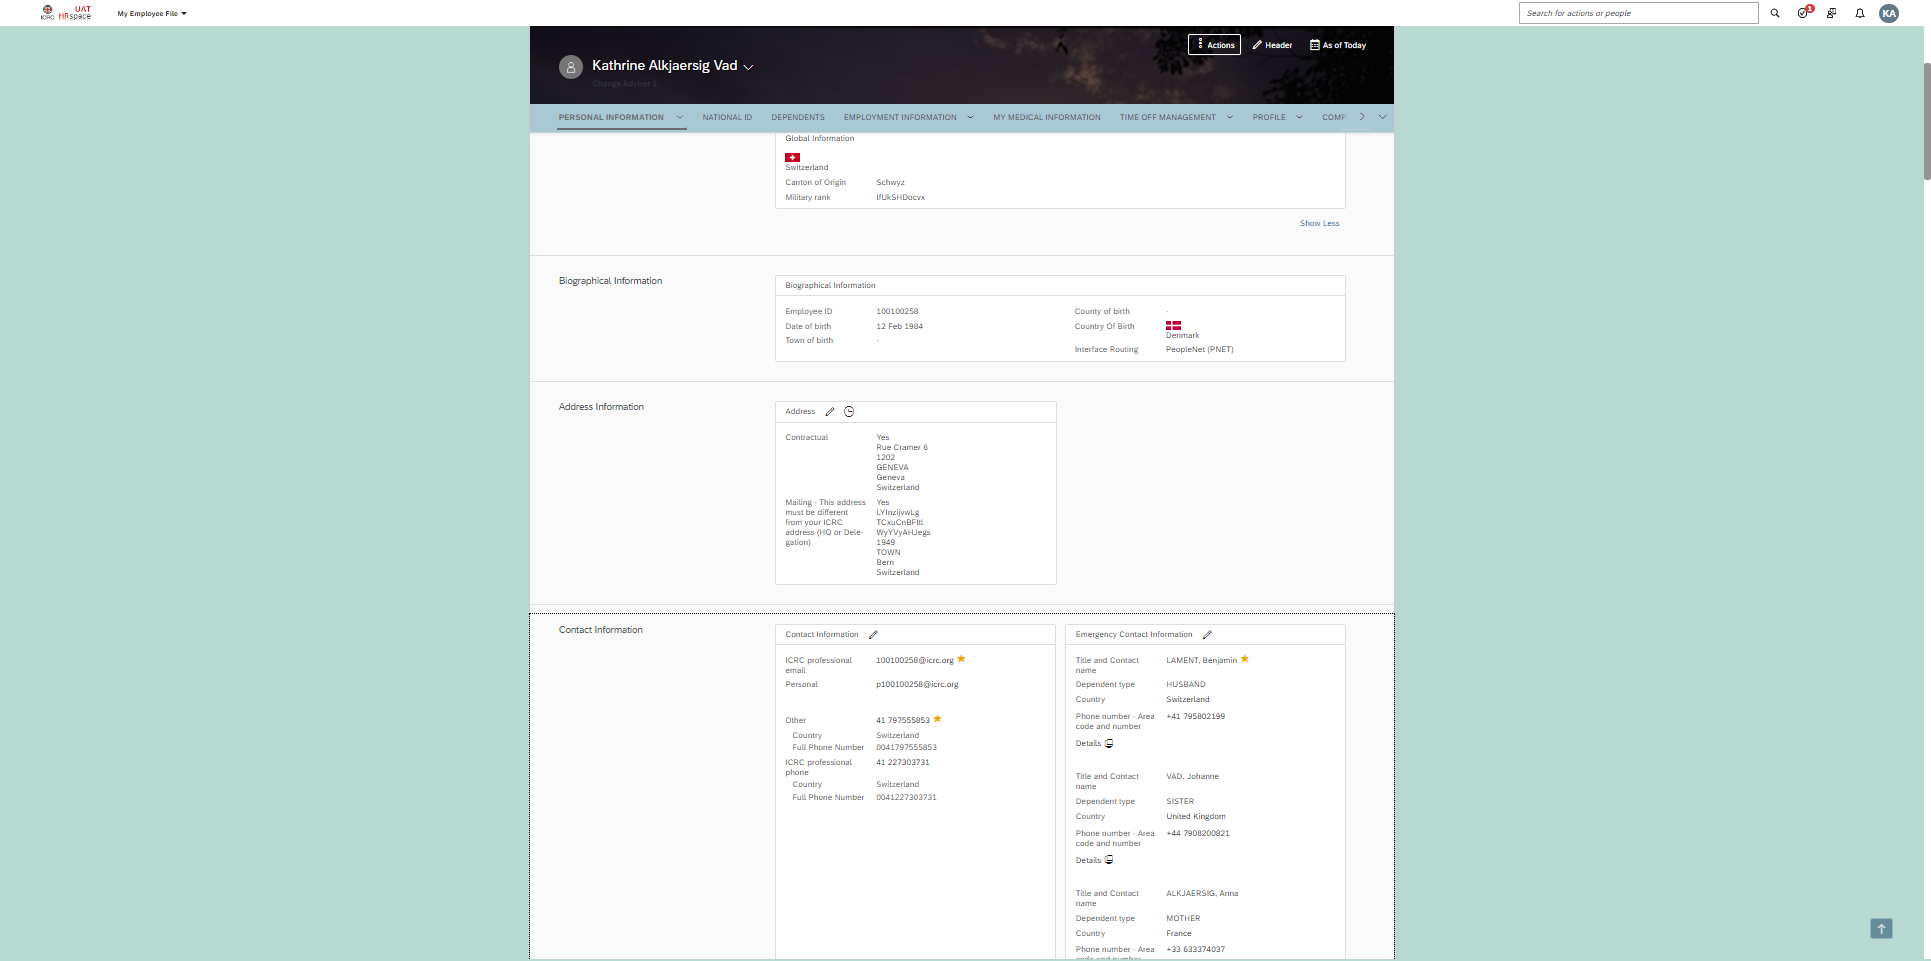 ICRC
UAT
HRspace
My Employee File
Search for actions or people
1
KA
Actions
Header
As of Today
Kathrine Alkjaersig Vad
Change Adviser 1
PERSONAL INFORMATION
NATIONAL ID
DEPENDENTS
EMPLOYMENT INFORMATION
MY MEDICAL INFORMATION
TIME OFF MANAGEMENT
PROFILE
COMP
Global Information
Switzerland
Canton of Origin Schwyz
Military rank lfUkSHDocvx
Show Less
Biographical Information
Biographical Information
Employee ID 100100258
Date of birth 12 Feb 1984
Town of birth -
County of birth -
Country Of Birth
Denmark
Interface Routing PeopleNet (PNET)
Address Information
Address
Contractual Yes
Rue Cramer 6
1202
GENEVA
Geneva
Switzerland
Mailing - This address Yes
must be different LYInzijvwLg
from your ICRC TCxuCnBFItl
address (HQ or Dele- WyYVyAHJegs
gation) 1949
TOWN
Bern
Switzerland
Contact Information
Contact Information
ICRC professional 100100258@icrc.org
email
Personal p100100258@icrc.org
Other 41 797555853
Country Switzerland
Full Phone Number 0041797555853
ICRC professional 41 227303731
phone
Country Switzerland
Full Phone Number 0041227303731
Emergency Contact Information
Title and Contact LAMENT, Benjamin
name
Dependent type HUSBAND
Country Switzerland
Phone number - Area +41 795802199
code and number
Details
Title and Contact VAD, Johanne
name
Dependent type SISTER
Country United Kingdom
Phone number - Area +44 7908200821
code and number
Details
Title and Contact ALKJAERSIG, Anna
name
Dependent type MOTHER
Country France
Phone number - Area +33 633374037
code and number